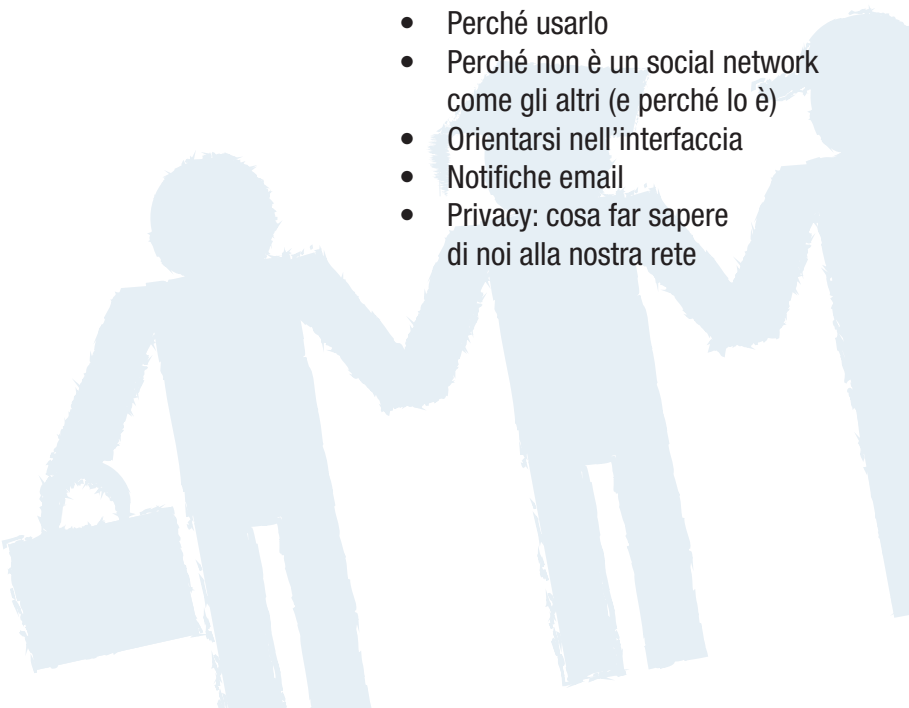 • Perché usarlo
• Perché non è un social network
come gli altri (e perché lo è)
• Orientarsi nell’interfaccia
• Notifiche email
• Privacy: cosa far sapere
di noi alla nostra rete